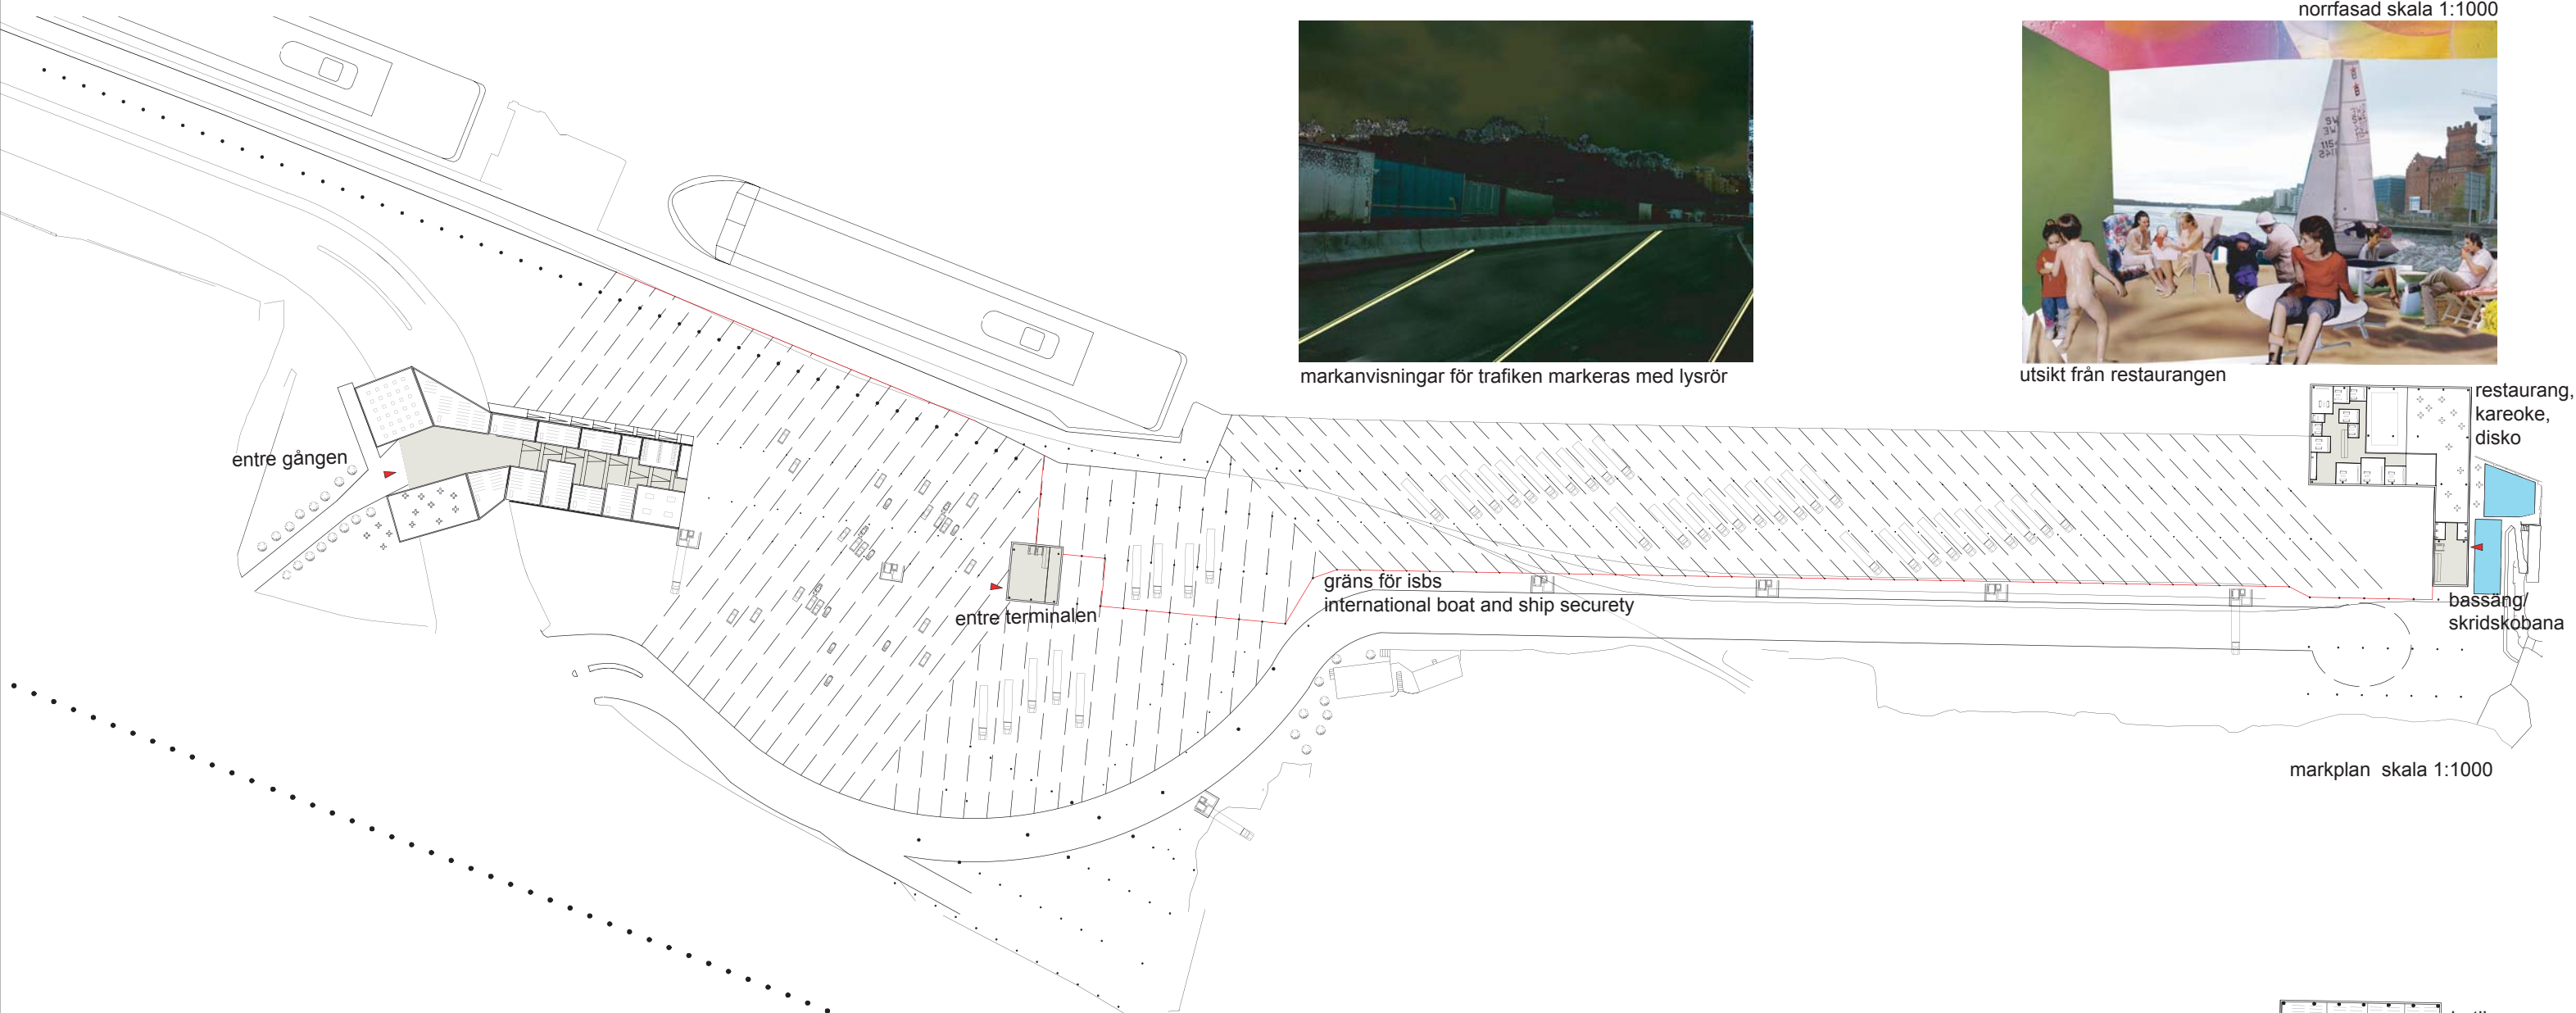 norrfasad skala 1:1000
markanvisningar för trafiken markeras med lysrör
utsikt från restaurangen
restaurang,
kareoke,
disko
entre gången
entre terminalen
gräns för isbs
international boat and ship securety
bassäng/
skridskobana
markplan skala 1:1000